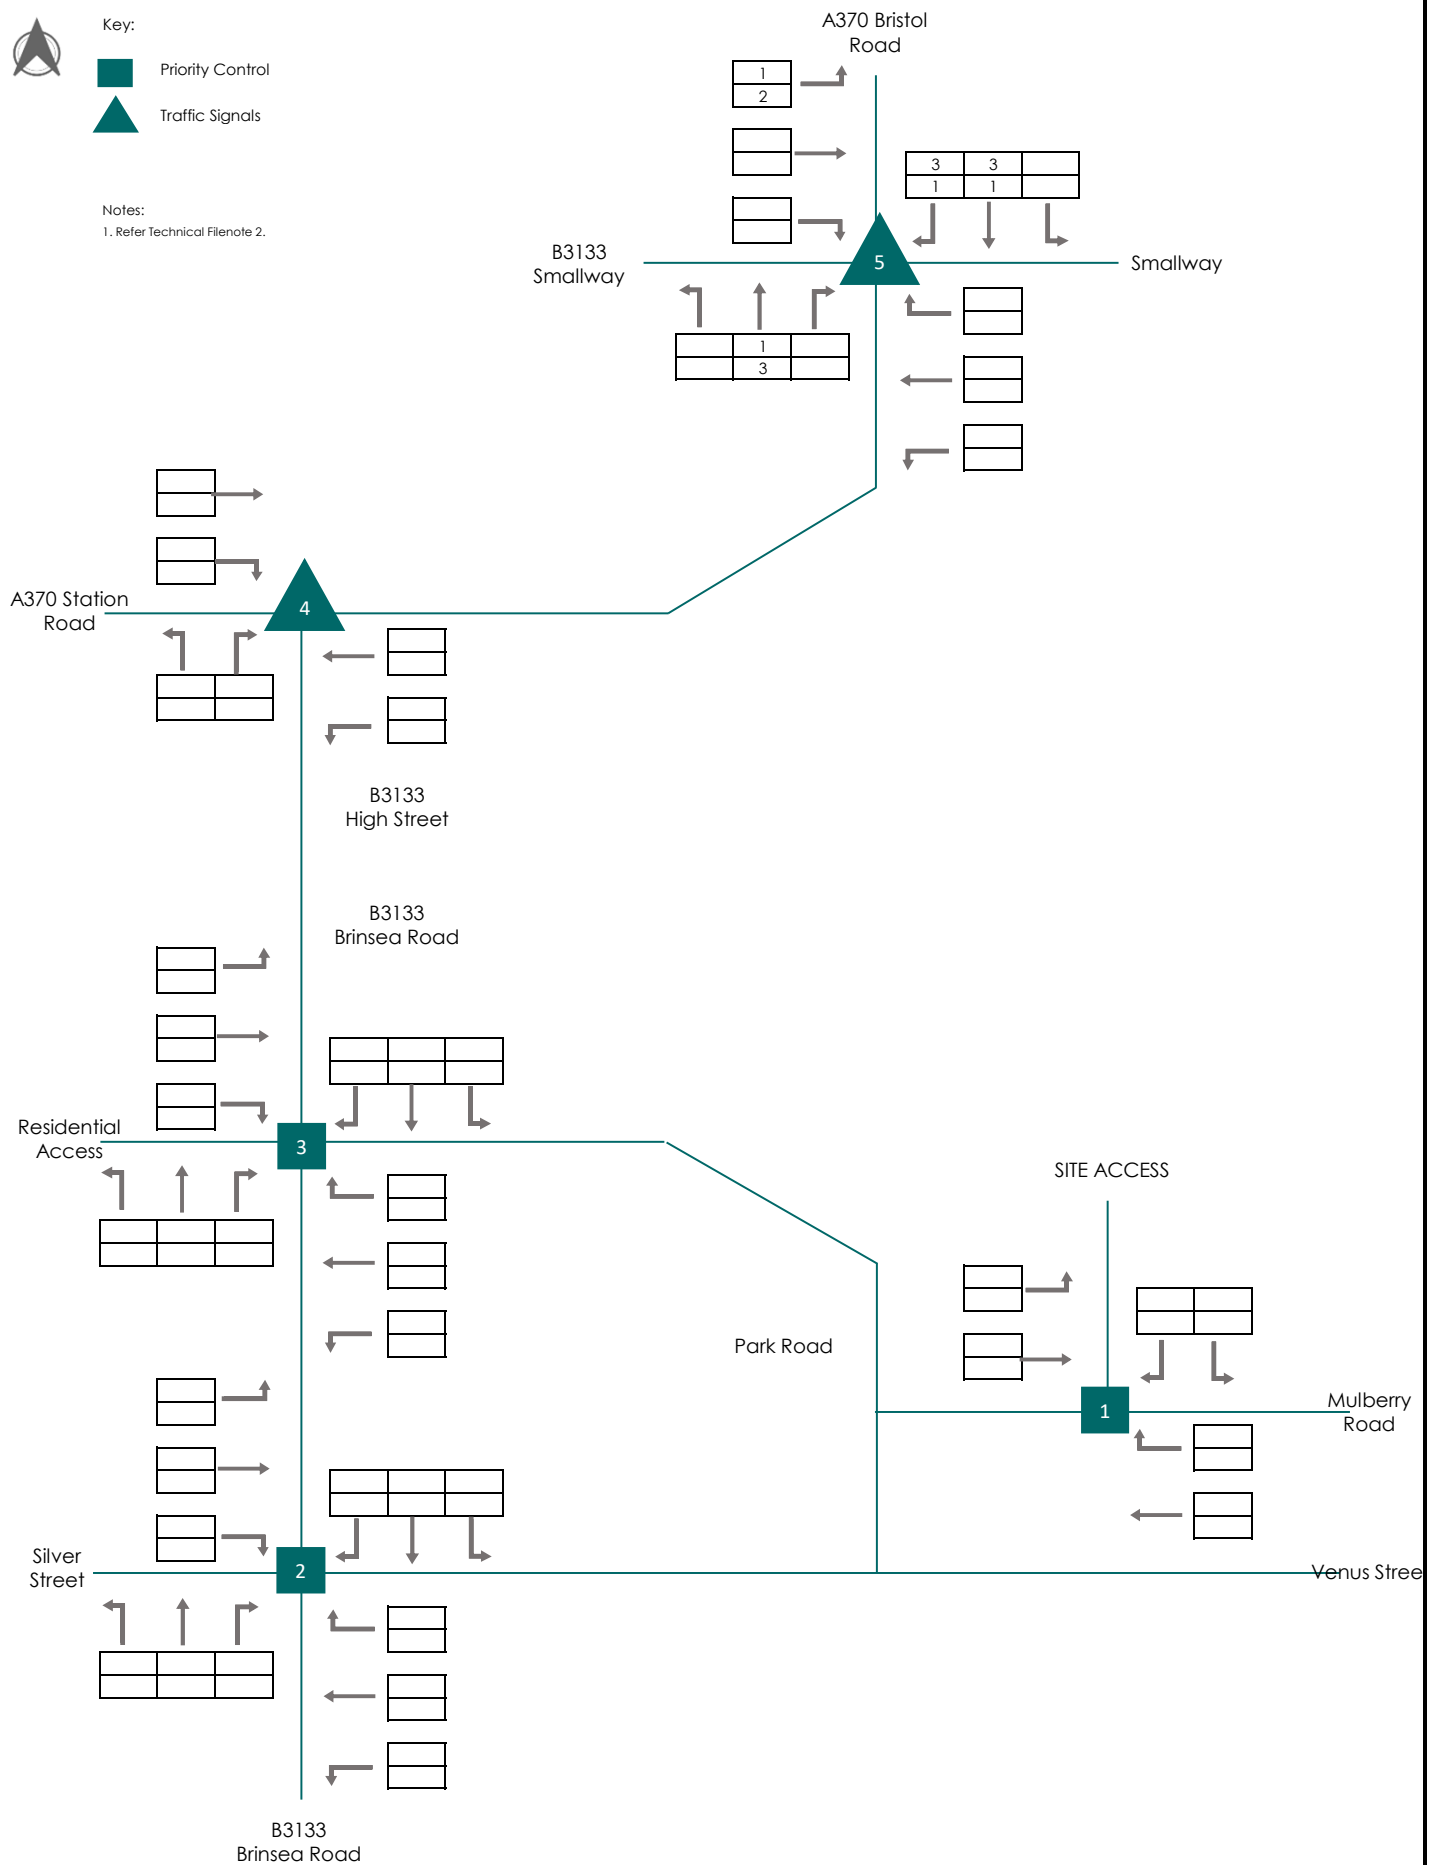 Key:
Priority Control
Traffic Signals
Notes:
1. Refer Technical Filenote 2.
A370 Bristol
Road
1
2
3 3
1 1
B3133
Smallway
5
Smallway
1
3
A370 Station
Road
4
B3133
High Street
B3133
Brinsea Road
Residential
Access
3
SITE ACCESS
Park Road
1
Mulberry
Road
Silver
Street
2
Venus Stree
B3133
Brinsea Road